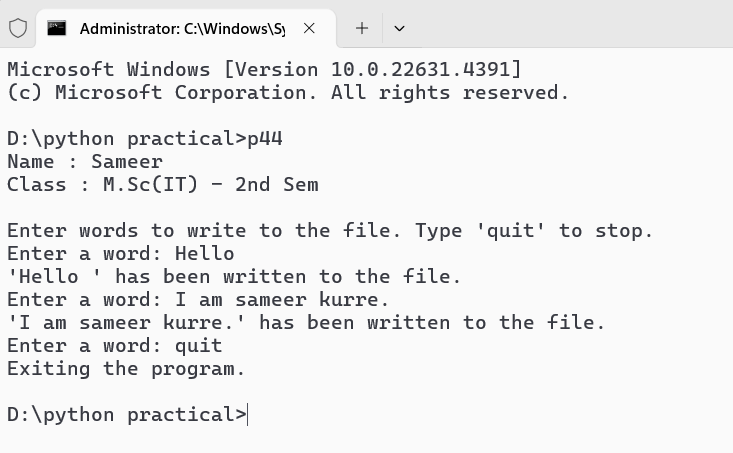 Administrator: C:\Windows\Sy
Microsoft Windows [Version 10.0.22631.4391]
(c) Microsoft Corporation. All rights reserved.
D:\python practical>p44
Name : Sameer
Class : M.Sc(IT) - 2nd Sem
Enter words to write to the file. Type 'quit' to stop.
Enter a word: Hello
'Hello ' has been written to the file.
Enter a word: I am sameer kurre.
'I am sameer kurre.' has been written to the file.
Enter a word: quit
Exiting the program.
D:\python practical>